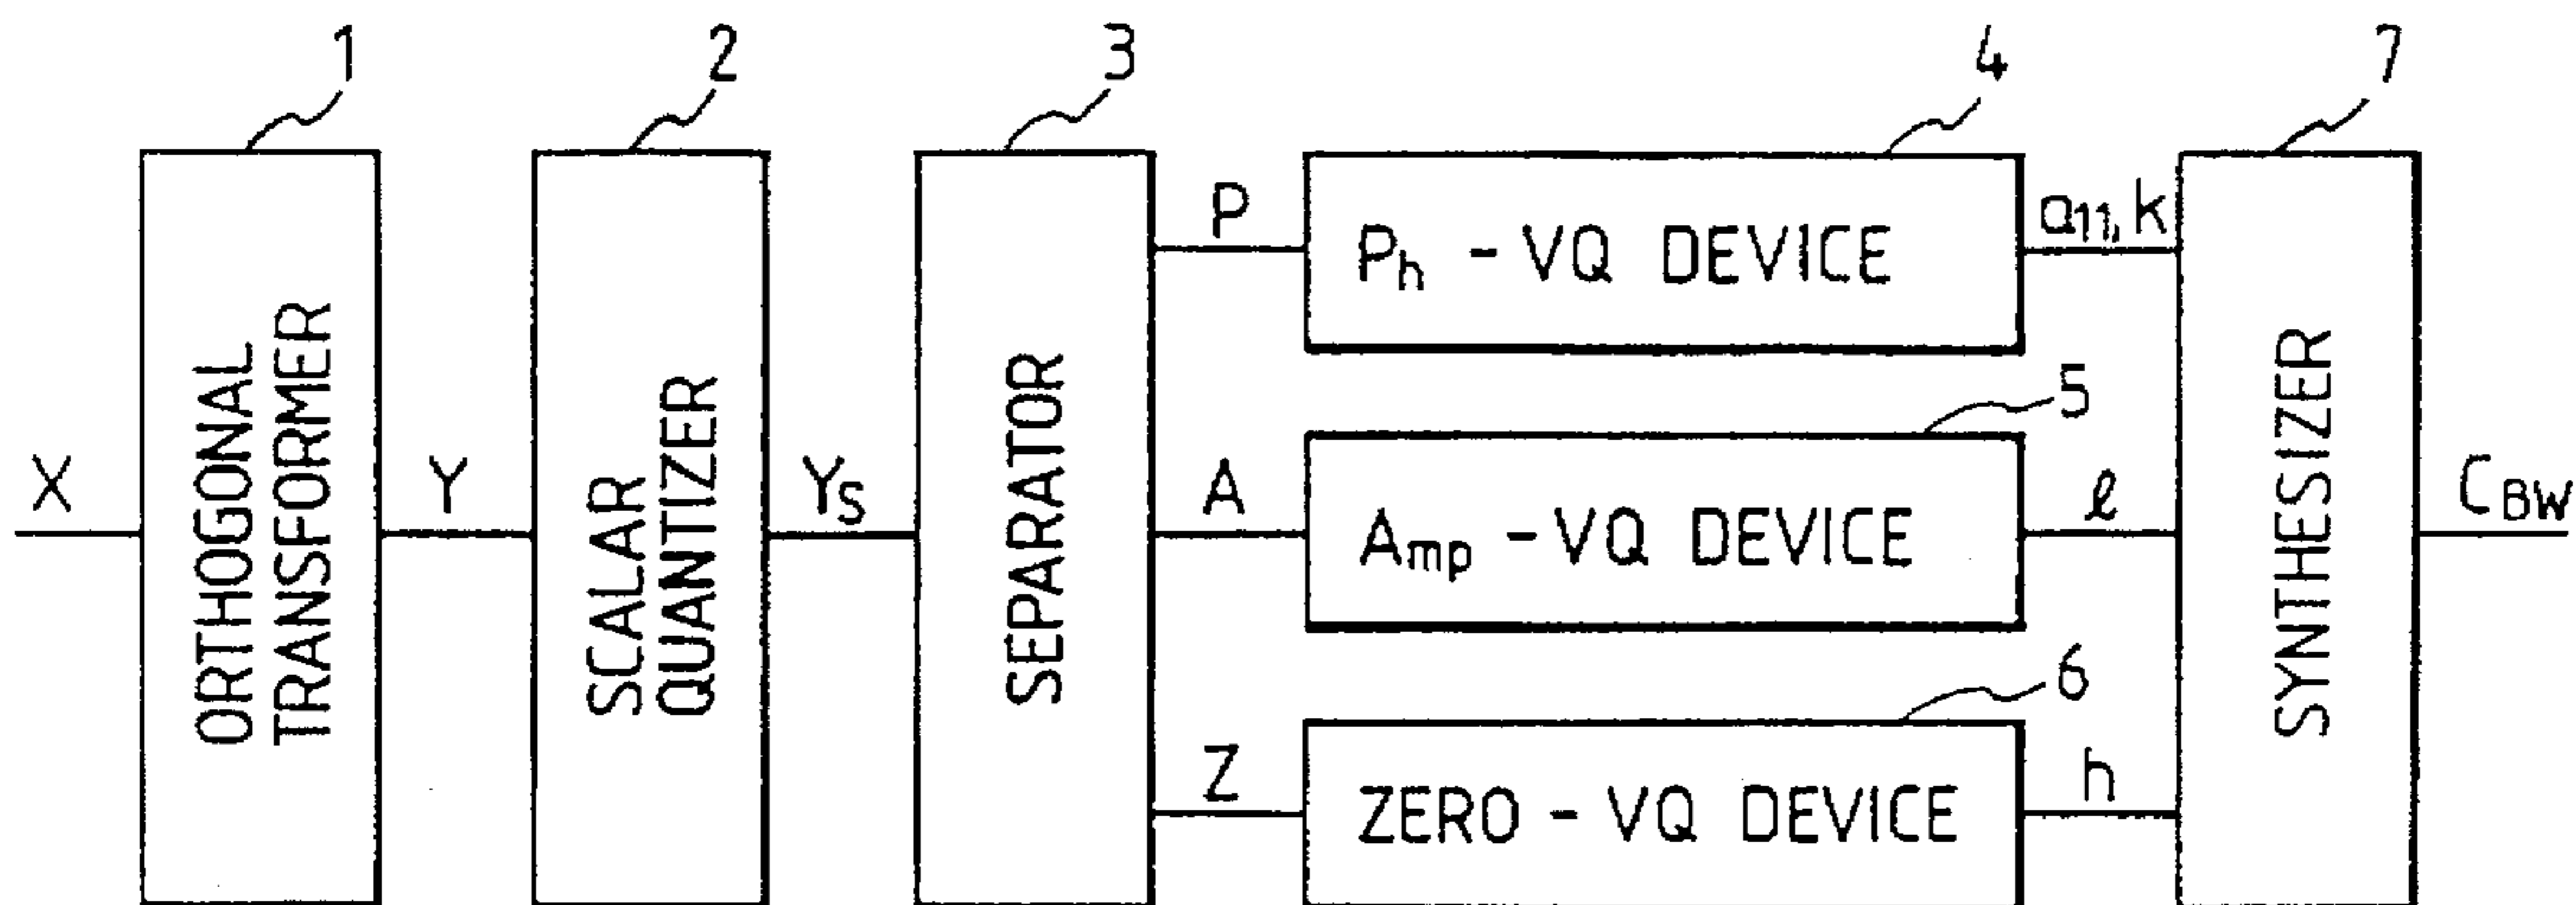 1
2
3
4
7
X
ORTHOGONAL
TRANSFORMER
Y
SCALAR
QUANTIZER
Ys
SEPARATOR
P
Ph - VQ DEVICE
a11, k
5
A
Amp - VQ DEVICE
ℓ
6
Z
ZERO - VQ DEVICE
h
SYNTHESIZER
CBW